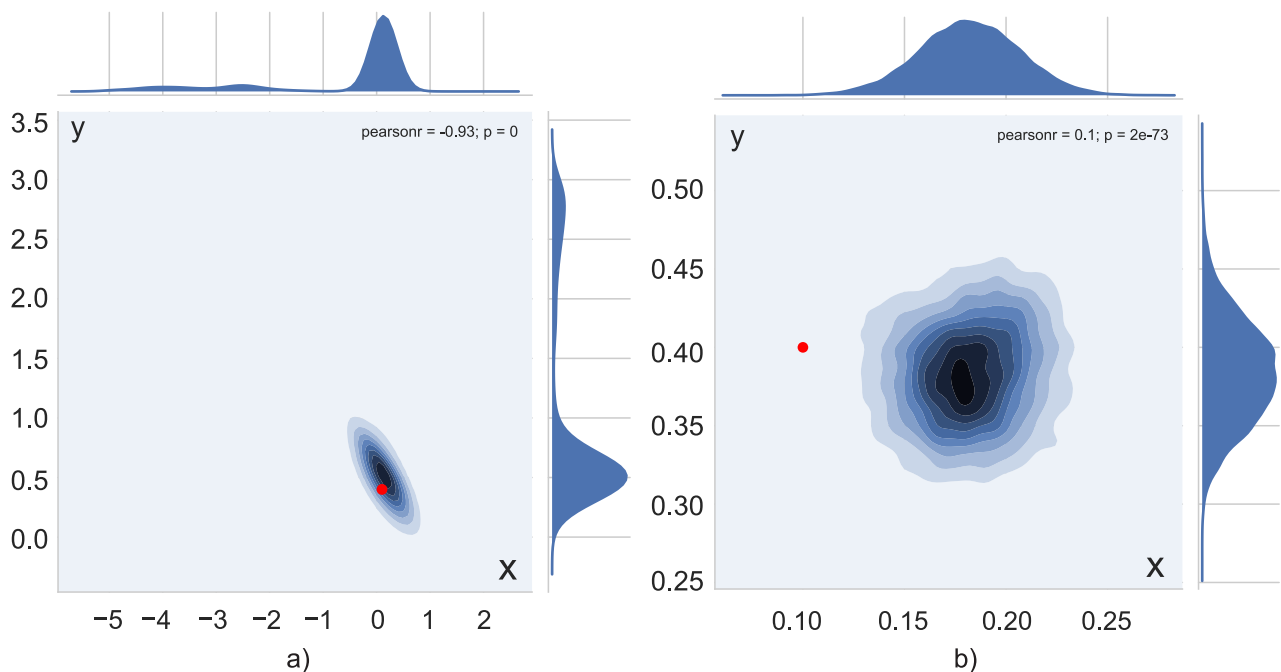 y
pearsonr = -0.93; p = 0
3.5
3.0
2.5
2.0
1.5
1.0
0.5
0.0
x
−5 −4 −3 −2 −1 0 1 2
a)
y
pearsonr = 0.1; p = 2e-73
0.50
0.45
0.40
0.35
0.30
0.25
x
0.10 0.15 0.20 0.25
b)